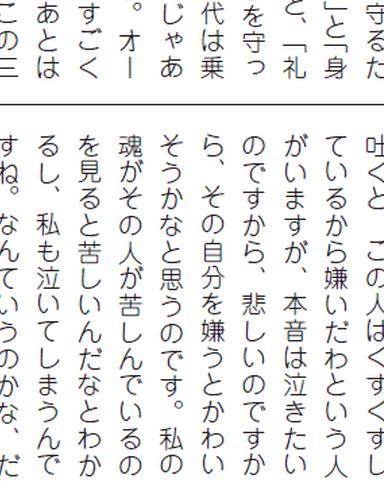 守るた
」と「身
と、「礼
を守っ
代は乗
じゃあ
。オー
すごく
あとは
この三
吐くと、この人はくすくすし
ているから嫌いだわという人
がいますが、本音は泣きたい
のですから、悲しいのですか
ら、その自分を嫌うとかわい
そうかなと思うのです。私の
魂がその人が苦しんでいるの
を見ると苦しいんだなとわか
るし、私も泣いてしまうんで
すね。なんていうのかな、だ